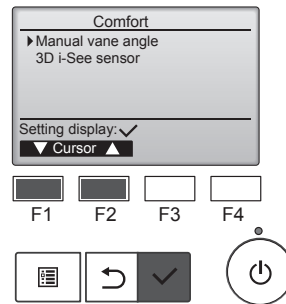 Comfort
Manual vane angle
3D i-See sensor
Setting display:
Cursor
F1 F2 F3 F4